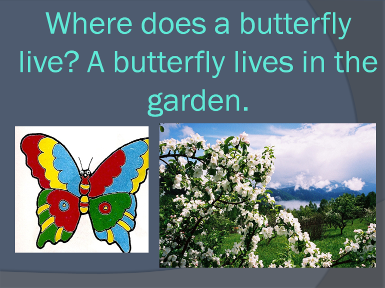 Where does a butterfly
live? A butterfly lives in the
garden.